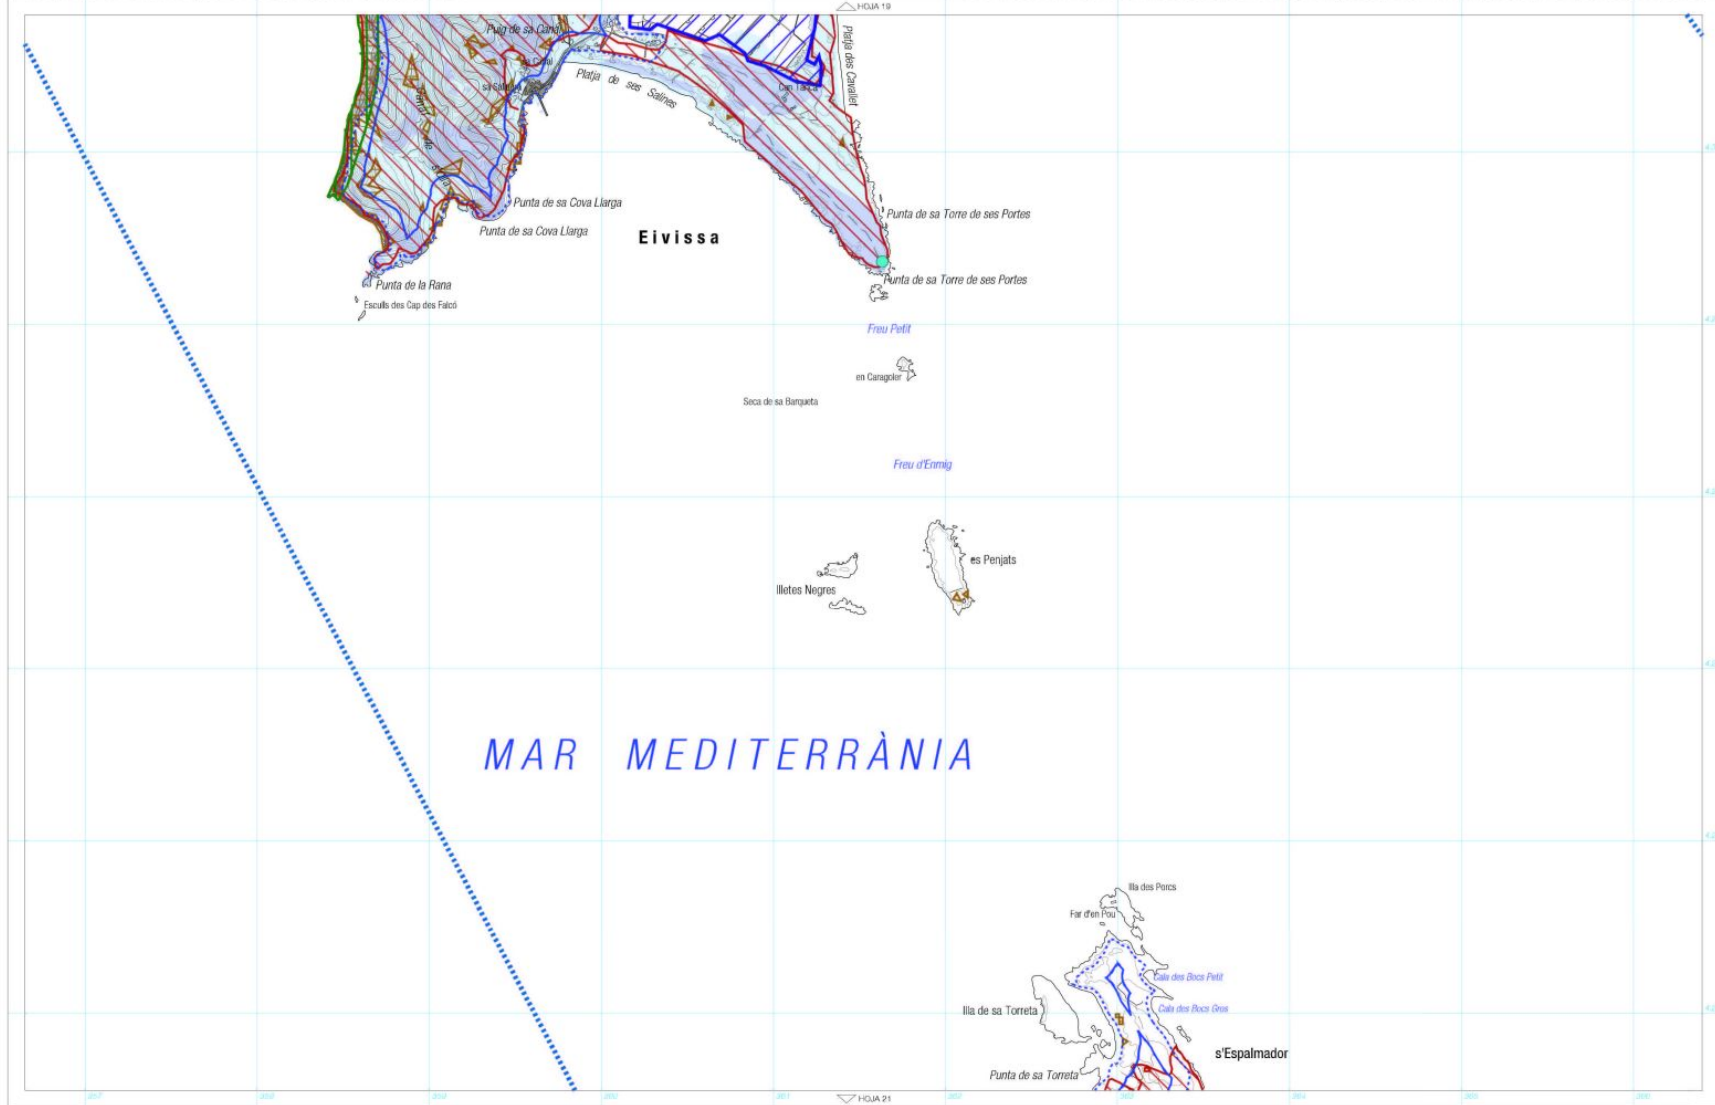 HOJA 19
Puig de sa Canal
sa Canal
Platja des Cavallet
Platja de ses Salines
Can Tixica
Punta de sa Cova Llarga
Punta de sa Cova Llarga
Eivissa
Punta de sa Torre de ses Portes
Punta de sa Torre de ses Portes
Punta de la Rana
Esculls des Cap des Falcó
Freu Petit
en Caragoler
Seca de sa Barqueta
Freu d'Enmig
es Penjats
Illetes Negres
MAR MEDITERRÀNIA
Illa des Porcs
Far d'en Pou
Cala des Bocs Petit
Illa de sa Torreta
Cala des Bocs Gros
s'Espalmador
Punta de sa Torreta
HOJA 21